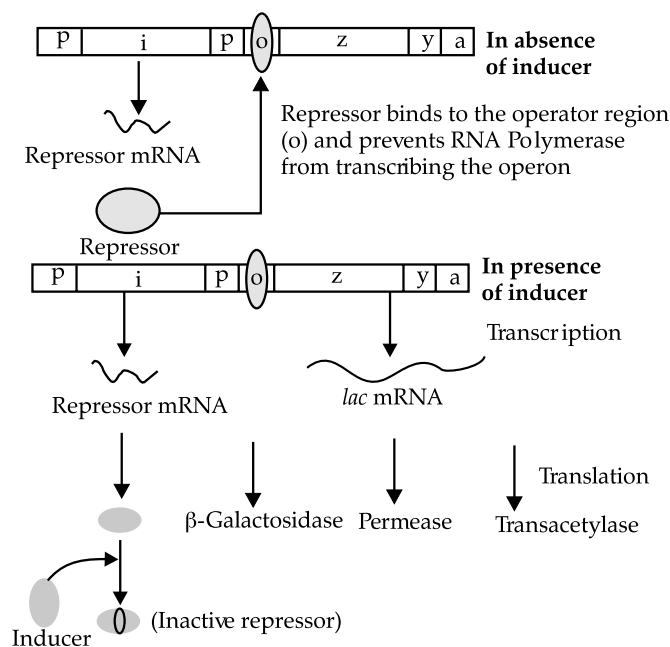 p i p o z y a
In absence
of inducer
Repressor binds to the operator region
(o) and prevents RNA Polymerase
from transcribing the operon
Repressor mRNA
Repressor
p i p o z y a
In presence
of inducer
Transcription
Repressor mRNA
lac mRNA
Translation
β-Galactosidase Permease Transacetylase
Inducer
(Inactive repressor)